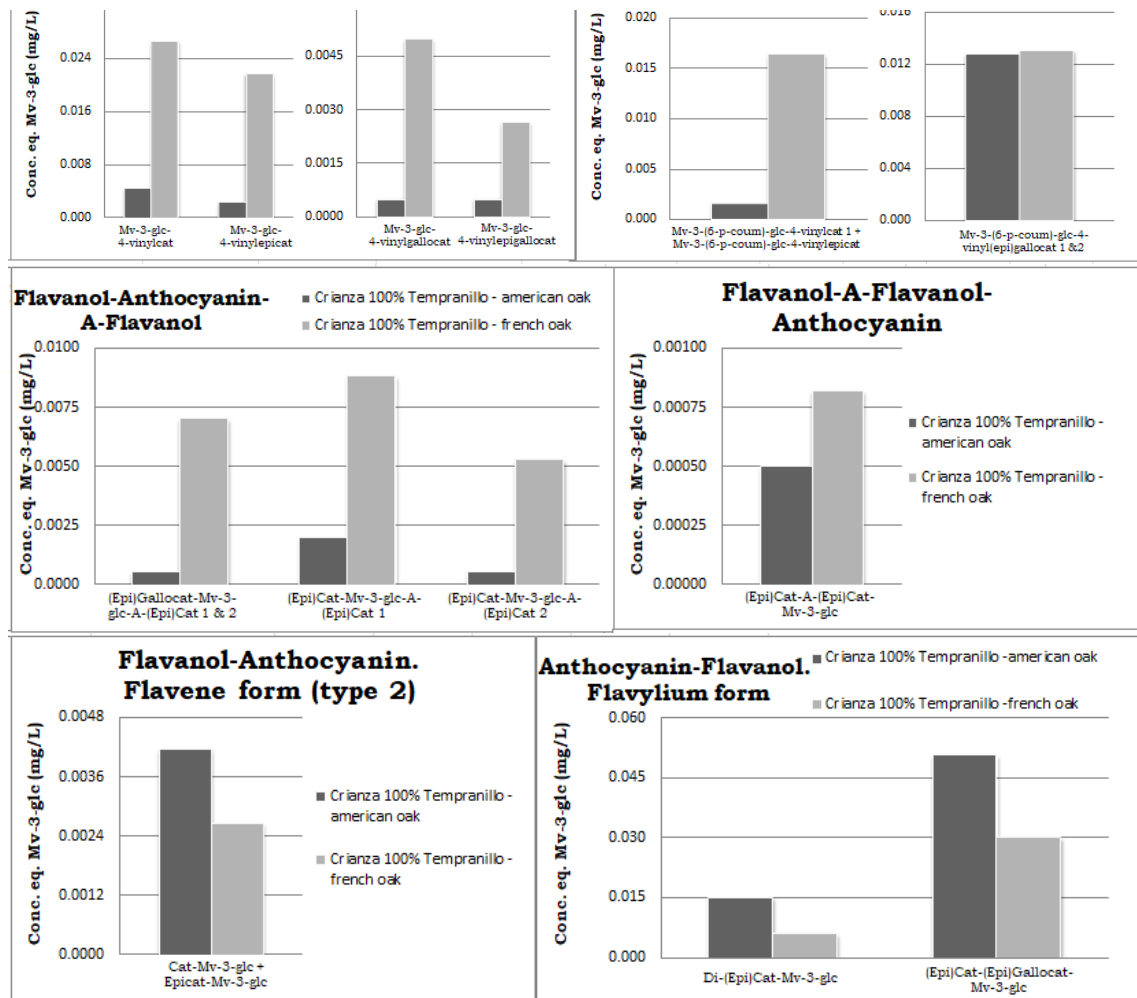 Conc. eq. Mv-3-glc (mg/L)
0.024
0.016
0.008
0.000
Mv-3-glc-
4-vinylcat
Mv-3-glc-
4-vinylepicat
0.0045
0.0030
0.0015
0.0000
Mv-3-glc-
4-vinylgallocat
Mv-3-glc-
4-vinylepigallocat
Conc. eq. Mv-3-glc (mg/L)
0.020
0.015
0.010
0.005
0.000
Mv-3-(6-p-coum)-glc-4-vinylcat 1 +
Mv-3-(6-p-coum)-glc-4-vinylepicat
0.016
0.012
0.008
0.004
0.000
Mv-3-(6-p-coum)-glc-4-
vinyl(epi)gallocat 1 &2
Flavanol-Anthocyanin-
A-Flavanol
Crianza 100% Tempranillo - american oak
Crianza 100% Tempranillo - french oak
Conc. eq. Mv-3-glc (mg/L)
0.0100
0.0075
0.0050
0.0025
0.0000
(Epi)Gallocat-Mv-3-
glc-A-(Epi)Cat 1 & 2
(Epi)Cat-Mv-3-glc-A-
(Epi)Cat 1
(Epi)Cat-Mv-3-glc-A-
(Epi)Cat 2
Flavanol-A-Flavanol-
Anthocyanin
Conc. eq. Mv-3-glc (mg/L)
0.00100
0.00075
0.00050
0.00025
0.00000
(Epi)Cat-A-(Epi)Cat-
Mv-3-glc
Crianza 100% Tempranillo -
american oak
Crianza 100% Tempranillo -
french oak
Flavanol-Anthocyanin.
Flavene form (type 2)
Conc. eq. Mv-3-glc (mg/L)
0.0048
0.0036
0.0024
0.0012
0.0000
Cat-Mv-3-glc +
Epicat-Mv-3-glc
Crianza 100% Tempranillo -
american oak
Crianza 100% Tempranillo -
french oak
Anthocyanin-Flavanol.
Flavylium form
Crianza 100% Tempranillo -american oak
Crianza 100% Tempranillo -french oak
Conc. eq. Mv-3-glc (mg/L)
0.060
0.045
0.030
0.015
0.000
Di-(Epi)Cat-Mv-3-glc
(Epi)Cat-(Epi)Gallocat-
Mv-3-glc